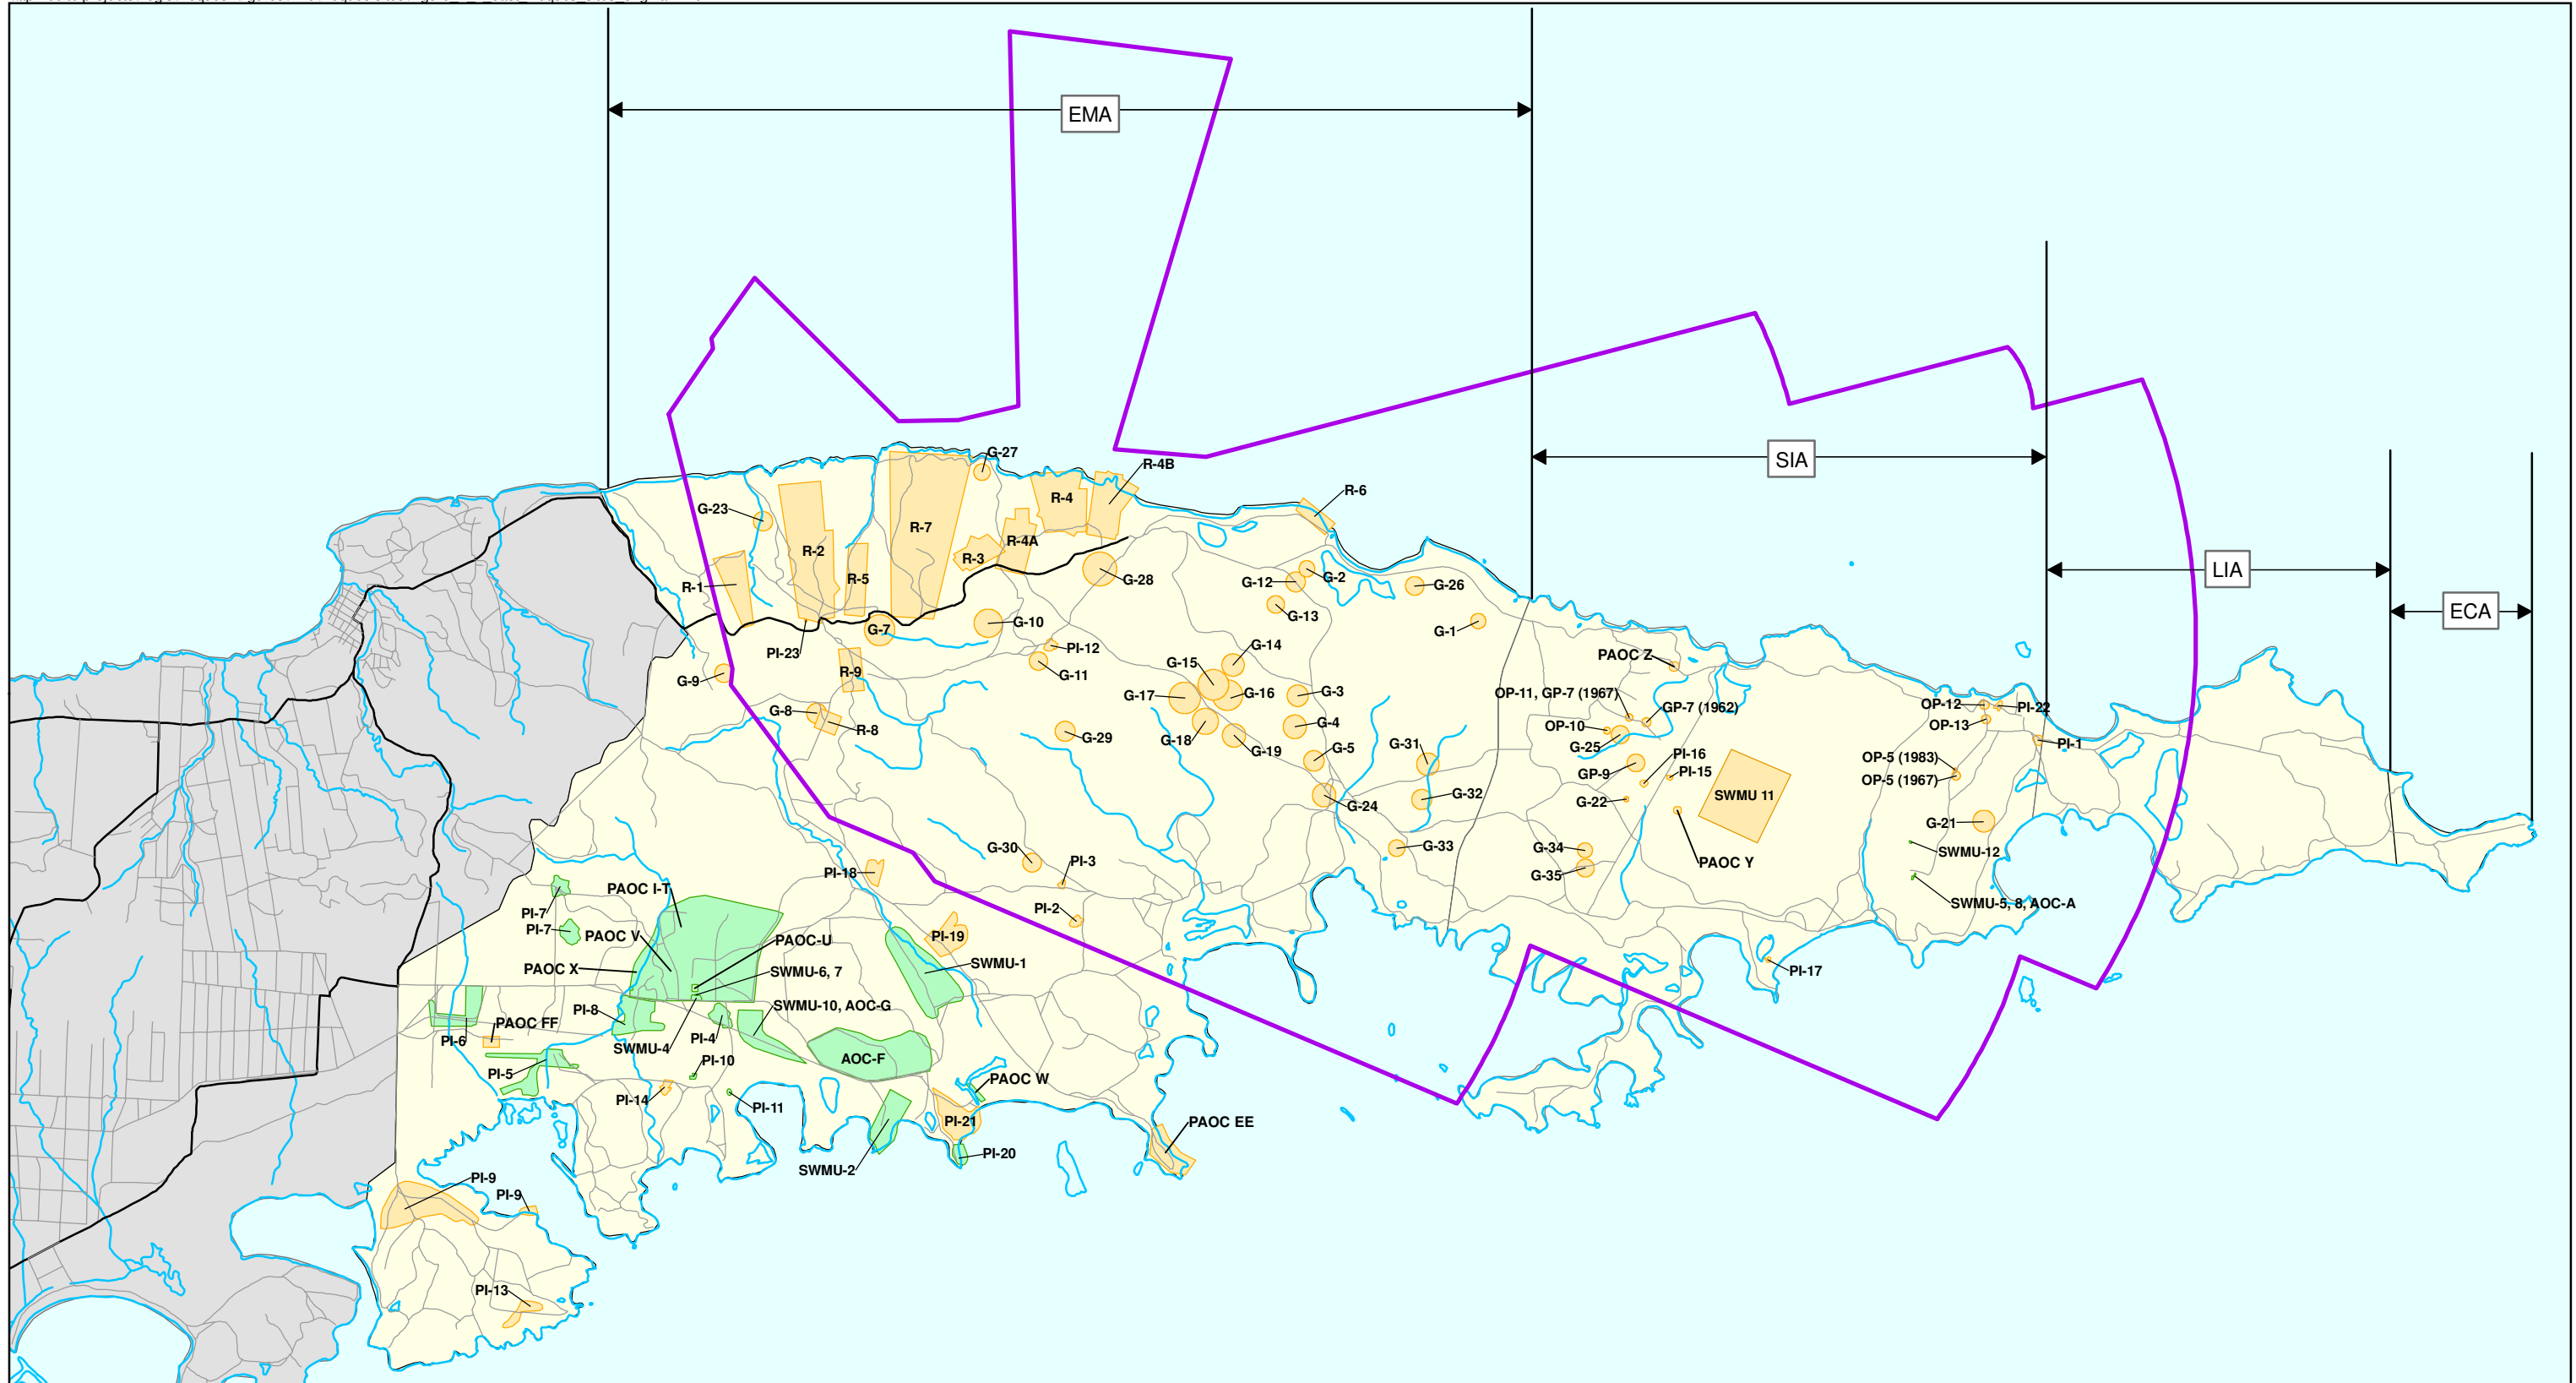 EMA
SIA
LIA
ECA
G-27
R-4B
R-4
R-6
G-23
R-7
R-2
R-4A
R-3
R-5
R-1
G-28
G-12
G-2
G-26
G-13
G-10
G-7
G-1
PI-23
PI-12
G-14
PAOC Z
G-15
R-9
G-11
G-9
G-17
G-16
G-3
OP-11, GP-7 (1967)
GP-7 (1962)
OP-12
PI-22
G-8
R-8
G-29
G-18
G-4
OP-10
OP-13
G-19
G-5
G-31
G-25
PI-1
PI-16
OP-5 (1983)
GP-9
PI-15
OP-5 (1967)
G-24
G-32
G-22
SWMU 11
G-21
G-30
G-33
G-34
SWMU-12
PI-3
PAOC Y
PI-18
G-35
PAOC I-T
SWMU-5, 8, AOC-A
PI-7
PI-2
PI-7
PAOC V
PAOC-U
PI-19
PAOC X
SWMU-6, 7
SWMU-1
PI-17
SWMU-10, AOC-G
PI-8
PAOC FF
PI-6
PI-4
SWMU-4
AOC-F
PI-10
PI-5
PAOC W
PI-14
PI-11
PI-21
PAOC EE
PI-20
SWMU-2
PI-9
PI-9
PI-13